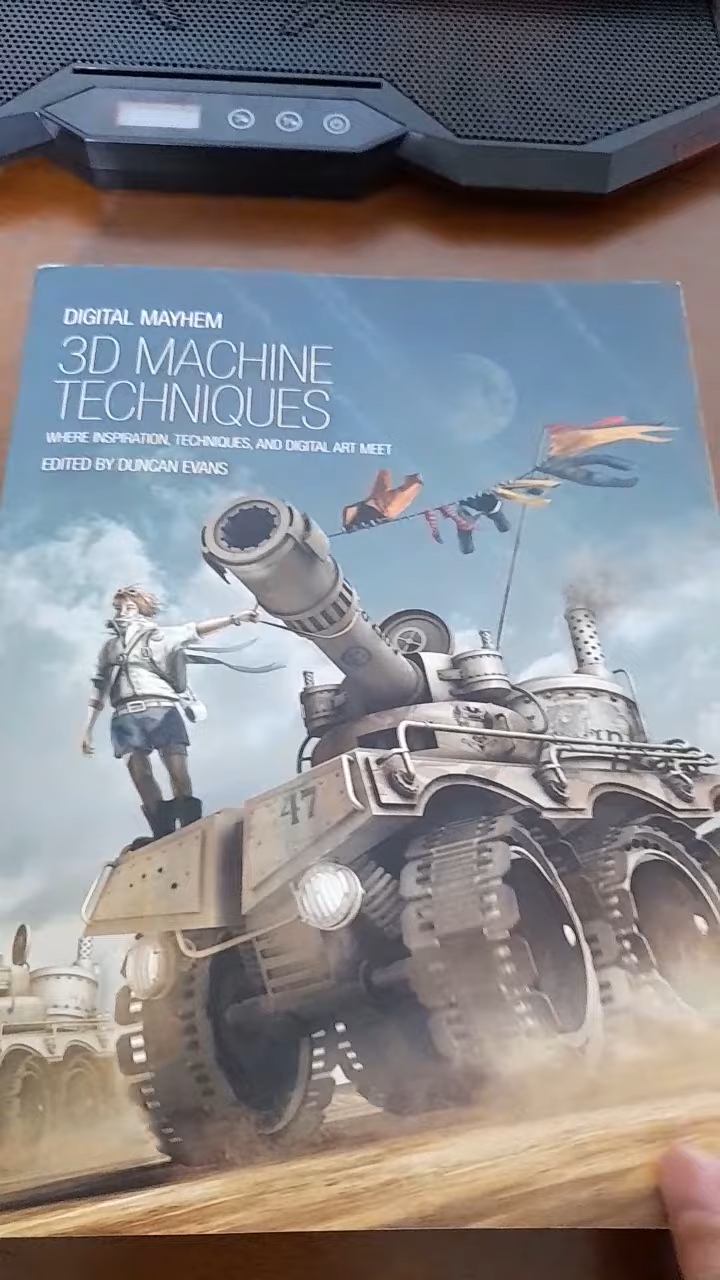 DIGITAL MAYHEM
3D MACHINE
TECHNIQUES
WHERE INSPIRATION, TECHNIQUES, AND DIGITAL ART MEET
EDITED BY DUNCAN EVANS
47